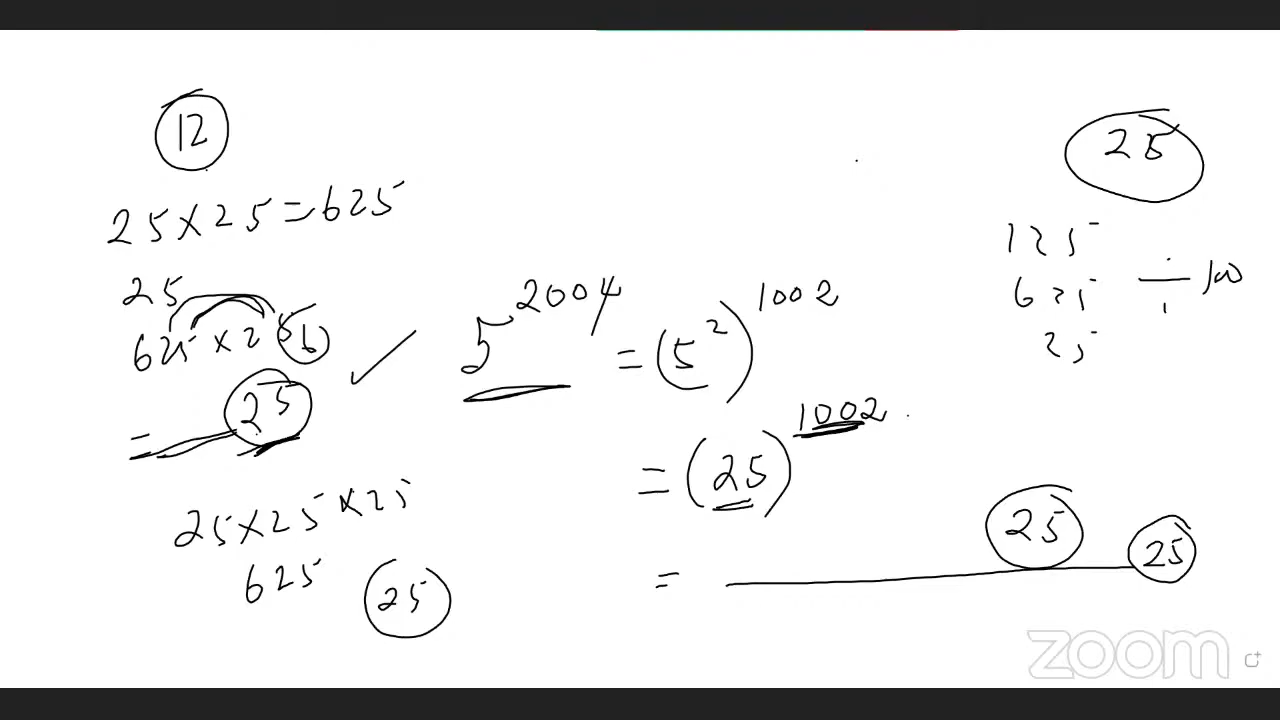 12
25×25=625
25
625×25 6
= 25
25×25×25
625 25
5^2004 = (5^2)^1002
= (25)^1002
= 25 25
25
125
625 ÷ 100
25
zoom